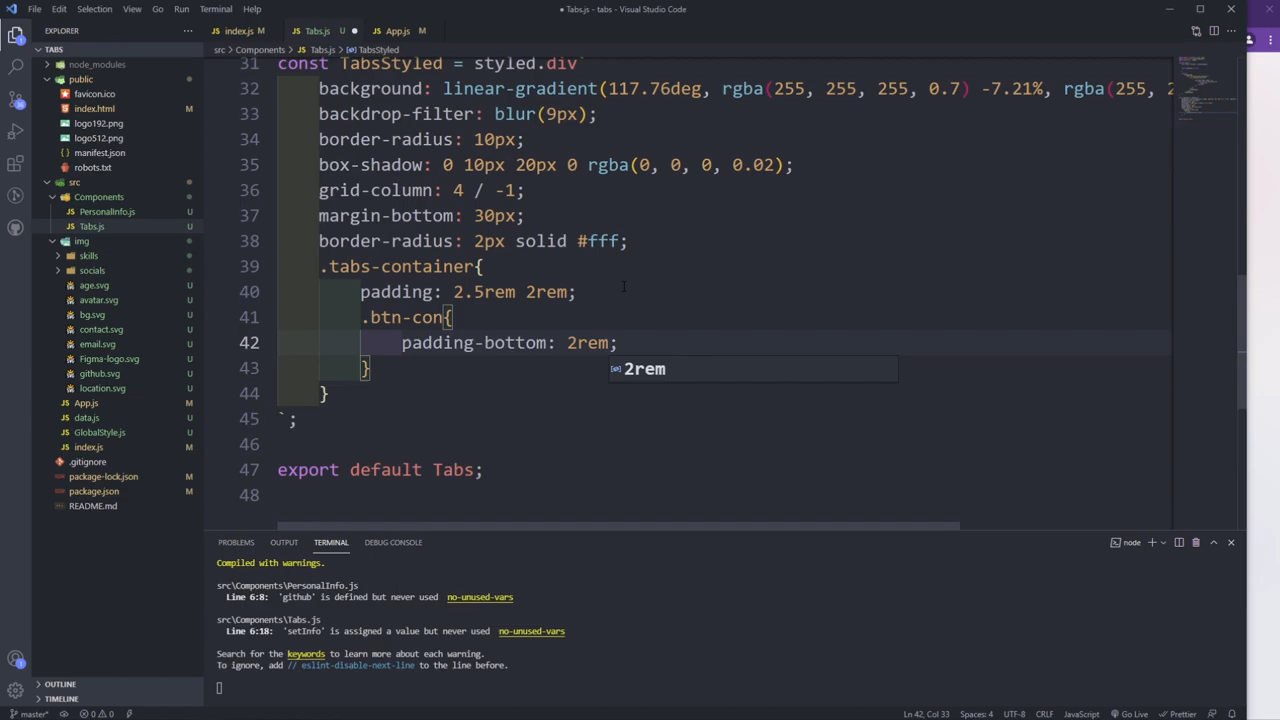 File Edit Selection View Go Run Terminal Help
● Tabs.js - tabs - Visual Studio Code
EXPLORER
TABS
node_modules
public
favicon.ico
index.html
logo192.png
logo512.png
manifest.json
robots.txt
src
Components
PersonalInfo.js U
Tabs.js U
img
skills
socials
age.svg U
avatar.svg U
bg.svg U
contact.svg U
email.svg U
Figma-logo.svg U
github.svg U
location.svg U
App.js M
data.js U
GlobalStyle.js U
index.js M
.gitignore
package-lock.json M
package.json M
README.md
OUTLINE
TIMELINE
index.js M Tabs.js U ● App.js M
src > Components > Tabs.js > TabsStyled
31 const TabsStyled = styled.div`
32 background: linear-gradient(117.76deg, rgba(255, 255, 255, 0.7) -7.21%, rgba(255, 2
33 backdrop-filter: blur(9px);
34 border-radius: 10px;
35 box-shadow: 0 10px 20px 0 rgba(0, 0, 0, 0.02);
36 grid-column: 4 / -1;
37 margin-bottom: 30px;
38 border-radius: 2px solid #fff;
39 .tabs-container{
40 padding: 2.5rem 2rem;
41 .btn-con{
42 padding-bottom: 2rem;
2rem
43 }
44 }
45 `;
46
47 export default Tabs;
48
PROBLEMS OUTPUT TERMINAL DEBUG CONSOLE
node
Compiled with warnings.
src\Components\PersonalInfo.js
Line 6:8: 'github' is defined but never used no-unused-vars
src\Components\Tabs.js
Line 6:18: 'setInfo' is assigned a value but never used no-unused-vars
Search for the keywords to learn more about each warning.
To ignore, add // eslint-disable-next-line to the line before.
master* 0 0 Ln 42, Col 33 Spaces: 4 UTF-8 CRLF JavaScript Go Live Prettier